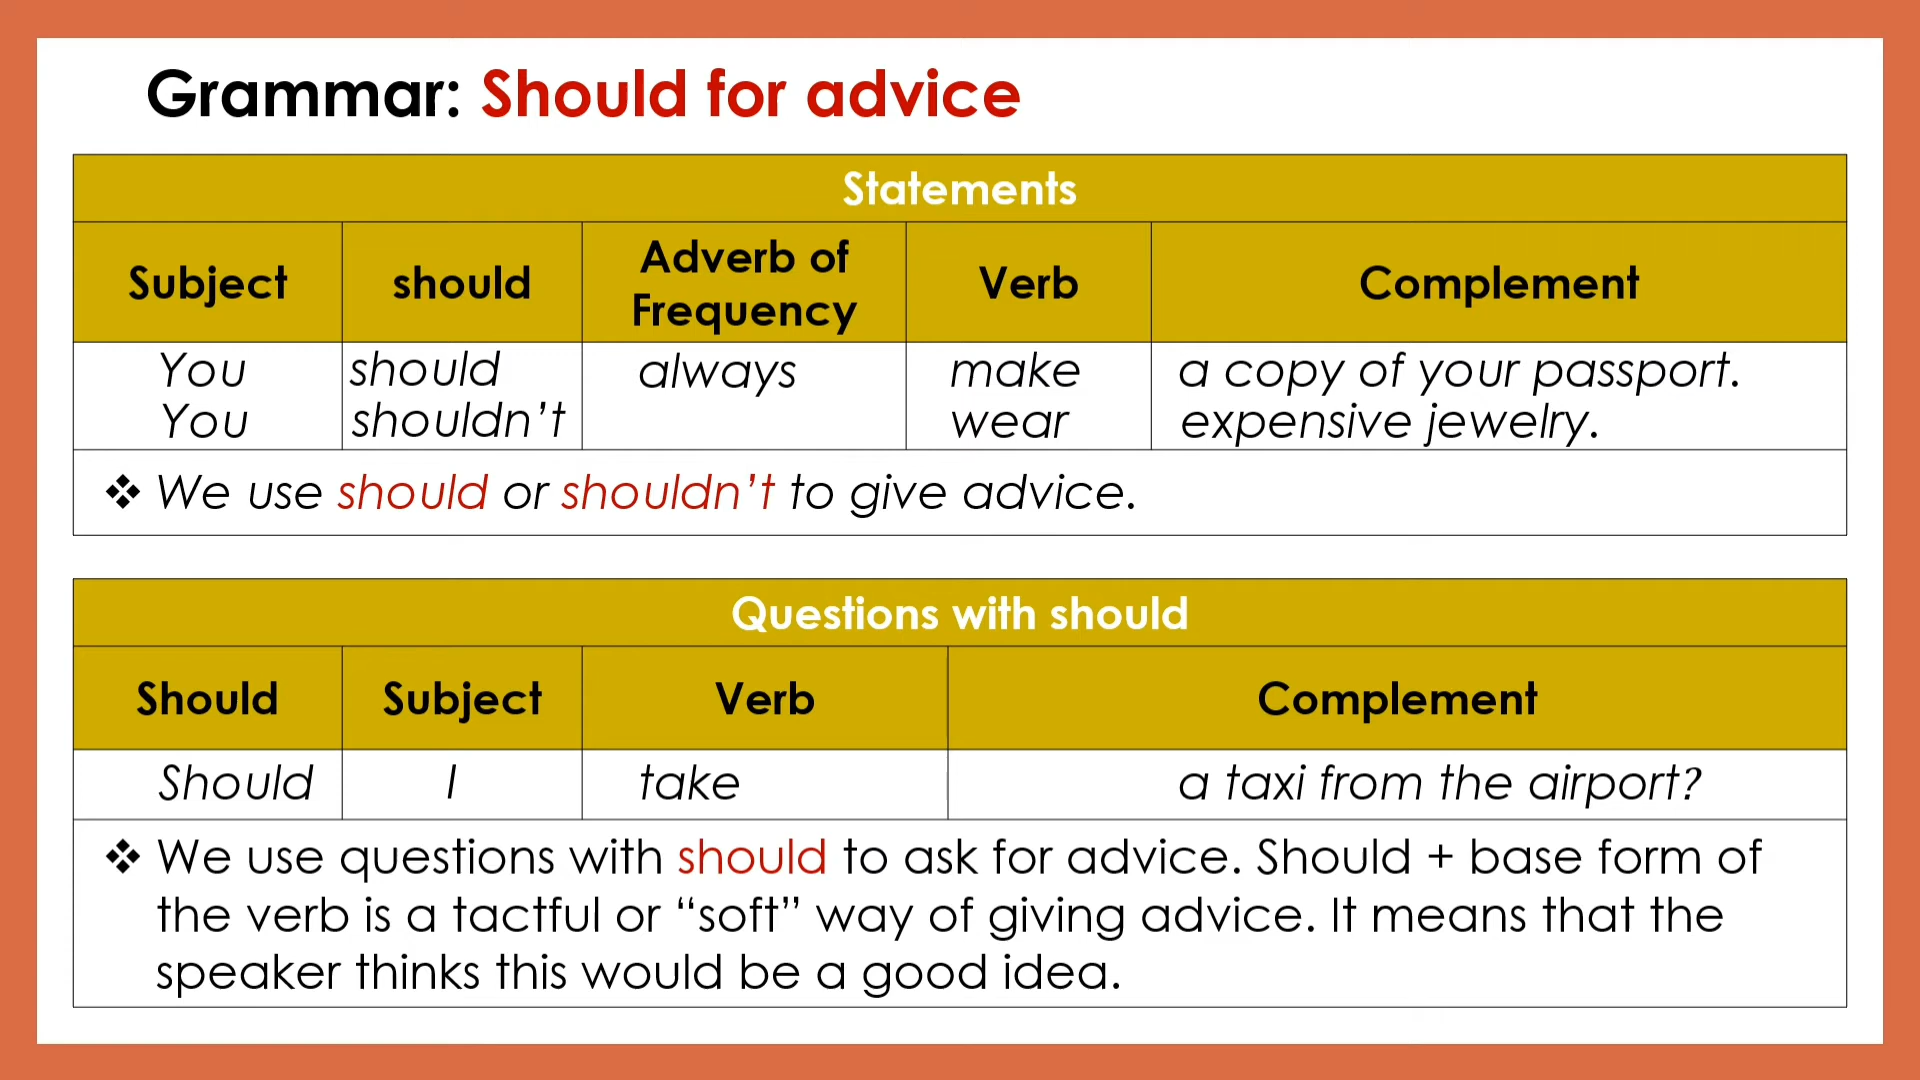 Grammar: Should for advice
Statements
Subject should Adverb of Frequency Verb Complement
You should always make a copy of your passport.
You shouldn’t wear expensive jewelry.
❖ We use should or shouldn’t to give advice.
Questions with should
Should Subject Verb Complement
Should I take a taxi from the airport?
❖ We use questions with should to ask for advice. Should + base form of
the verb is a tactful or “soft” way of giving advice. It means that the
speaker thinks this would be a good idea.